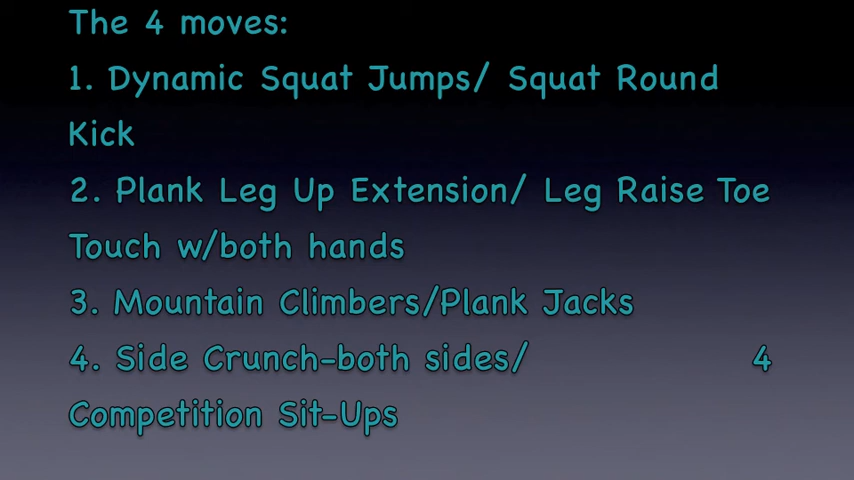 The 4 moves:
1. Dynamic Squat Jumps/ Squat Round
Kick
2. Plank Leg Up Extension/ Leg Raise Toe
Touch w/both hands
3. Mountain Climbers/Plank Jacks
4. Side Crunch-both sides/ 4
Competition Sit-Ups